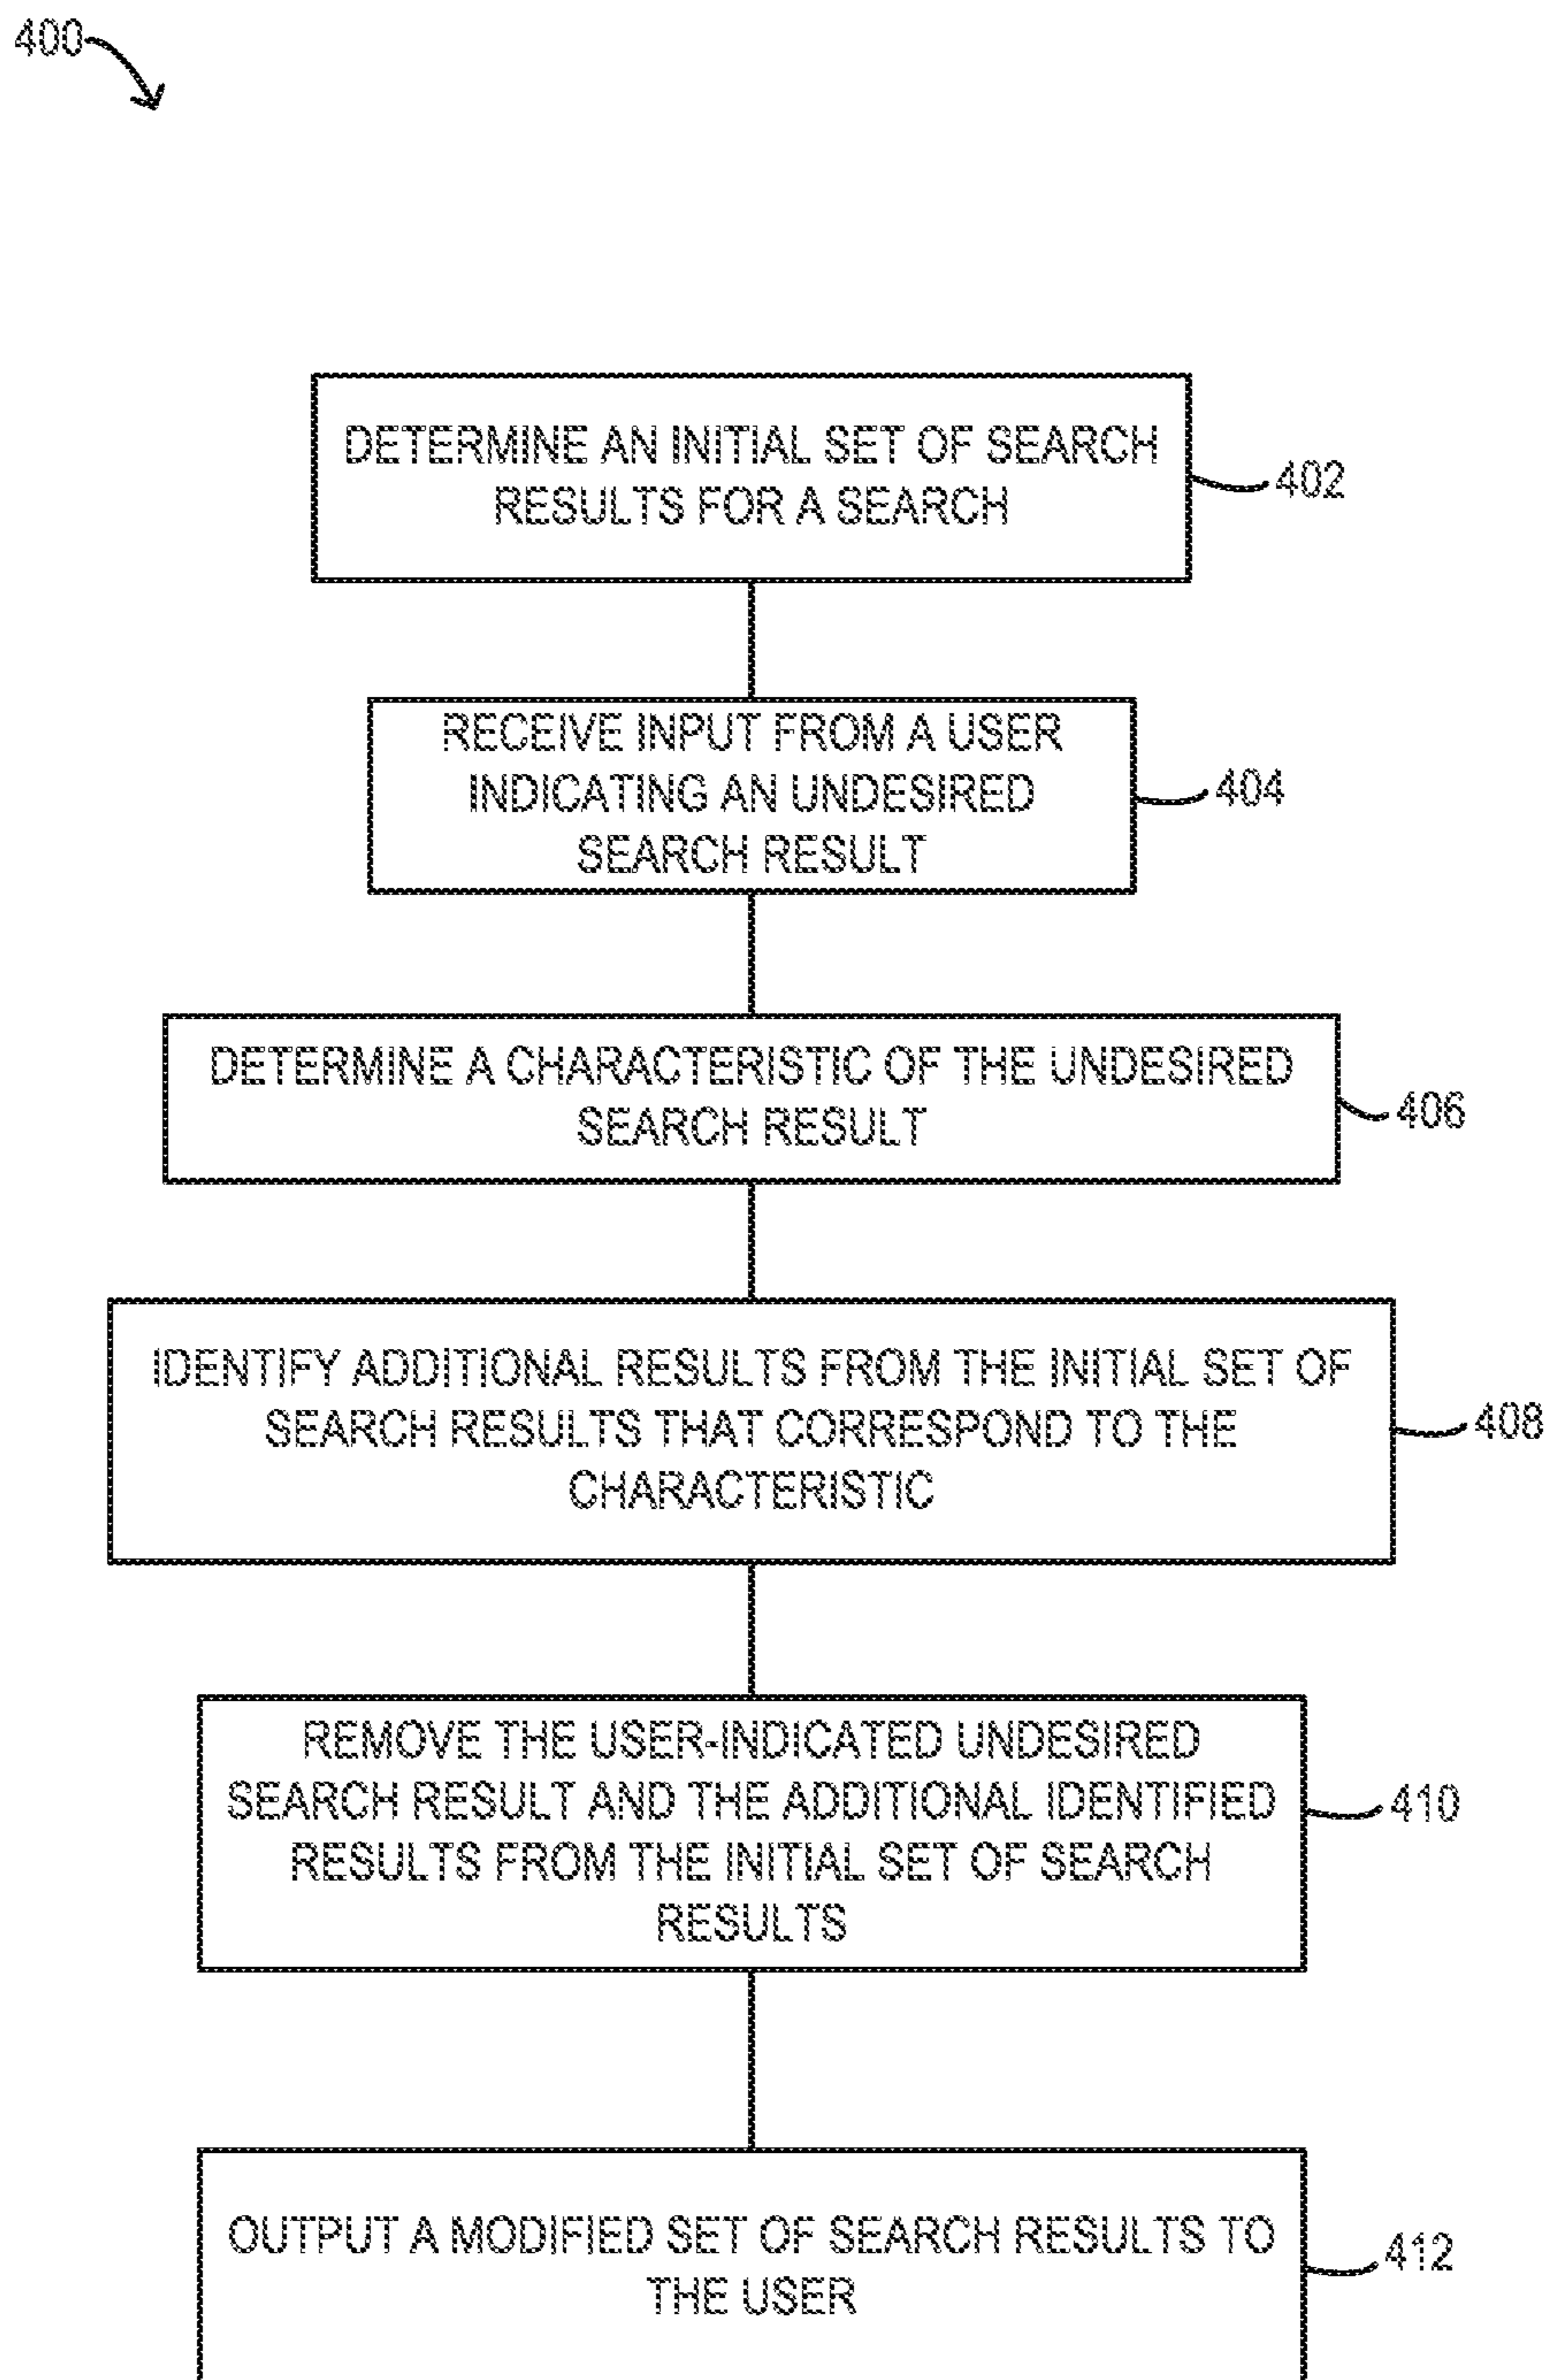 400
DETERMINE AN INITIAL SET OF SEARCH
RESULTS FOR A SEARCH
402
RECEIVE INPUT FROM A USER
INDICATING AN UNDESIRED
SEARCH RESULT
404
DETERMINE A CHARACTERISTIC OF THE UNDESIRED
SEARCH RESULT
406
IDENTIFY ADDITIONAL RESULTS FROM THE INITIAL SET OF
SEARCH RESULTS THAT CORRESPOND TO THE
CHARACTERISTIC
408
REMOVE THE USER-INDICATED UNDESIRED
SEARCH RESULT AND THE ADDITIONAL IDENTIFIED
RESULTS FROM THE INITIAL SET OF SEARCH
RESULTS
410
OUTPUT A MODIFIED SET OF SEARCH RESULTS TO
THE USER
412